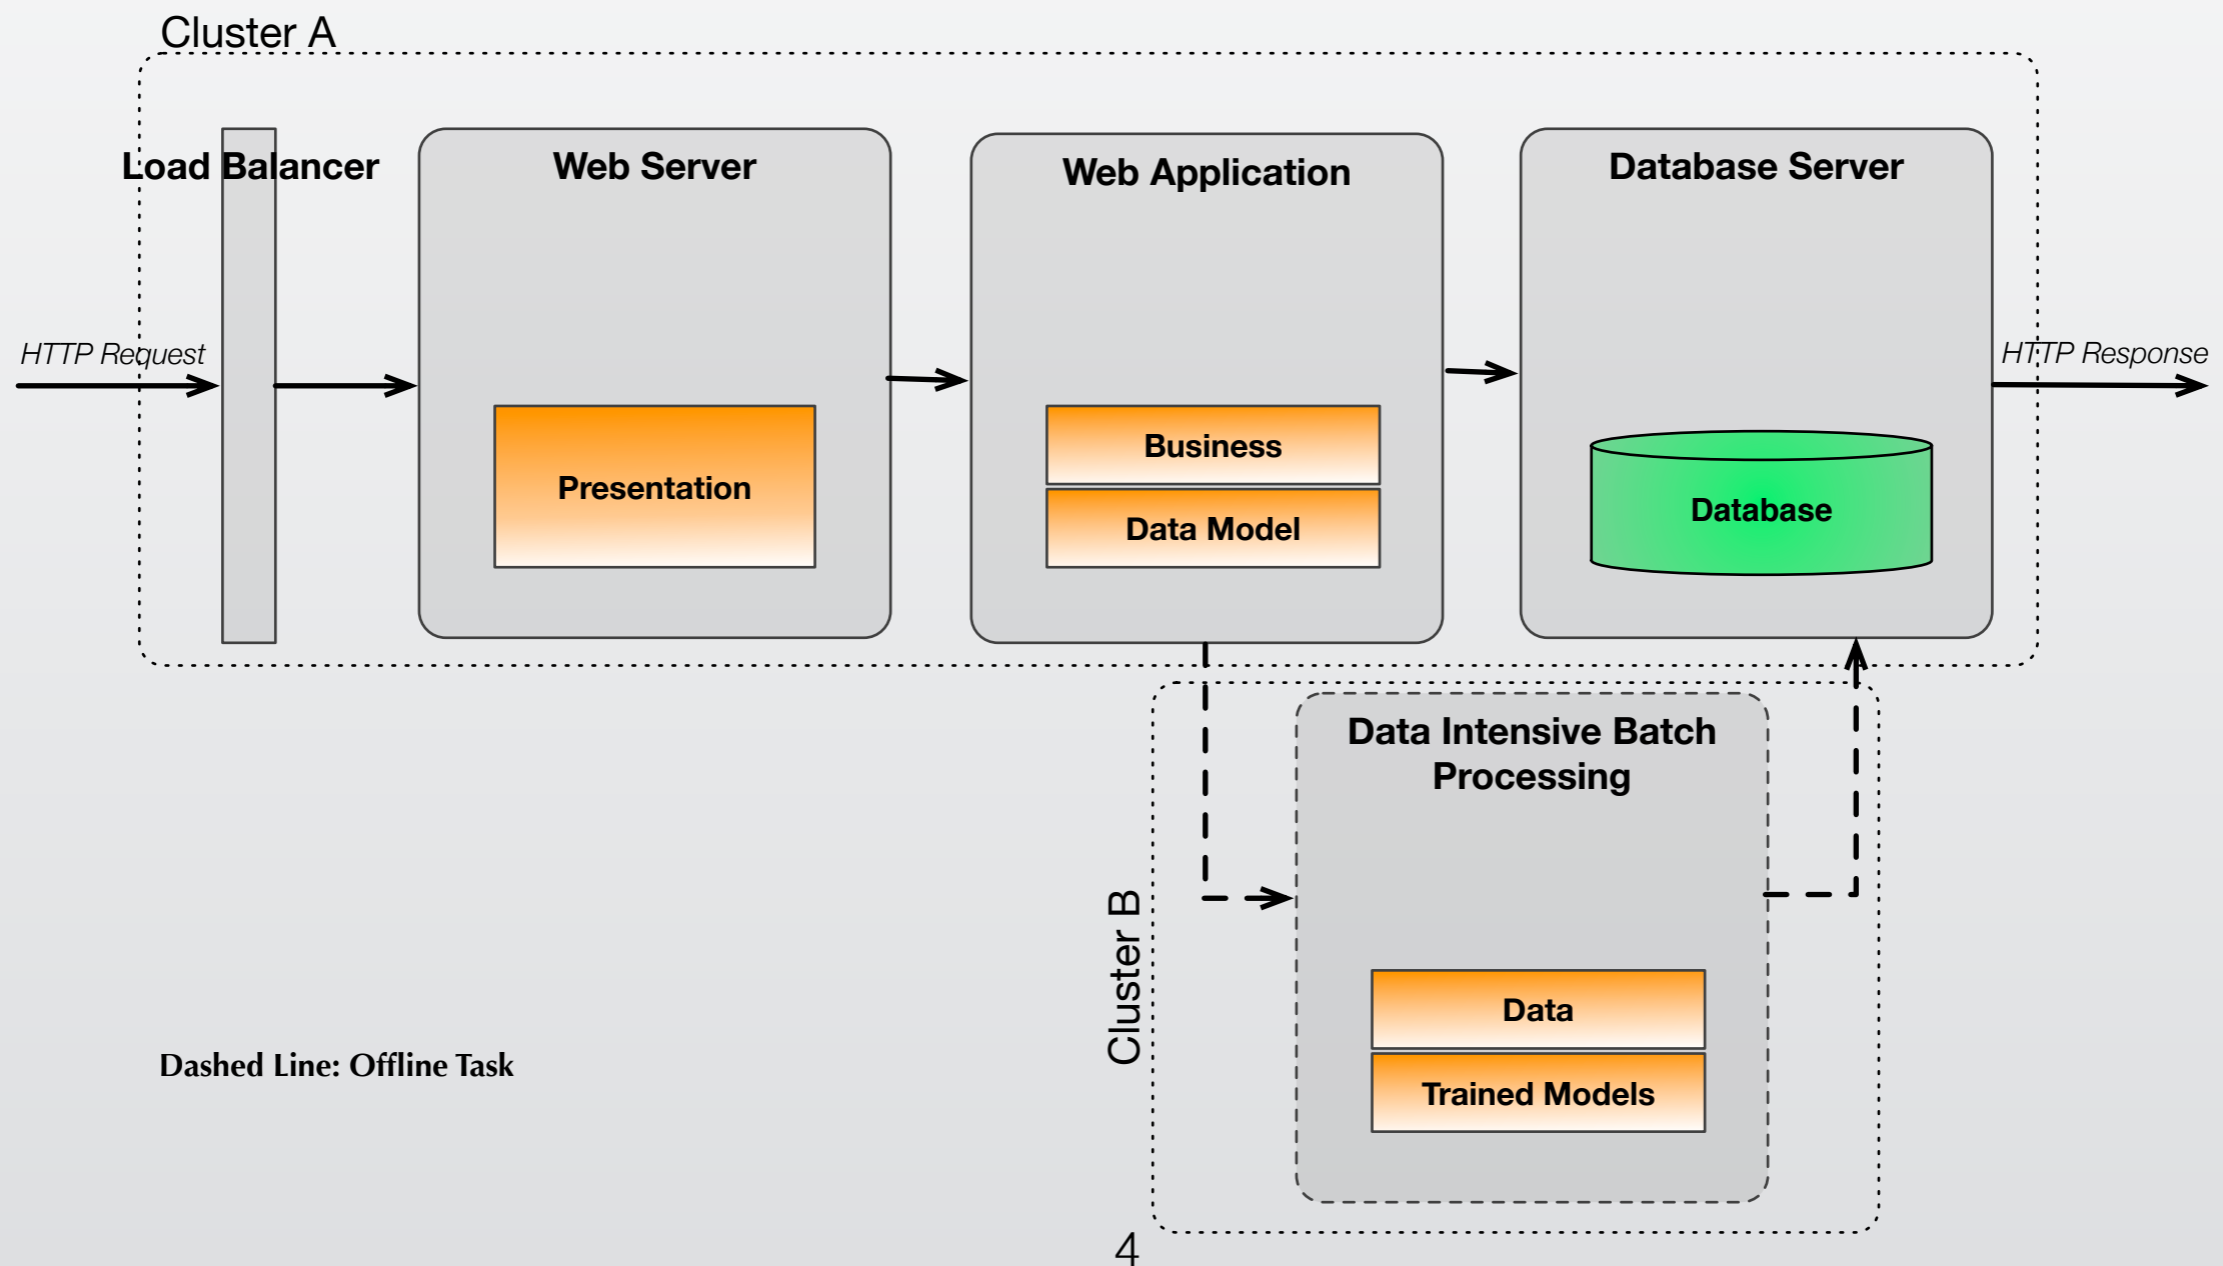 Cluster A
Load Balancer
Web Server
Web Application
Database Server
HTTP Request
HTTP Response
Presentation
Business
Data Model
Database
Data Intensive Batch
Processing
Cluster B
Data
Trained Models
Dashed Line: Offline Task
4